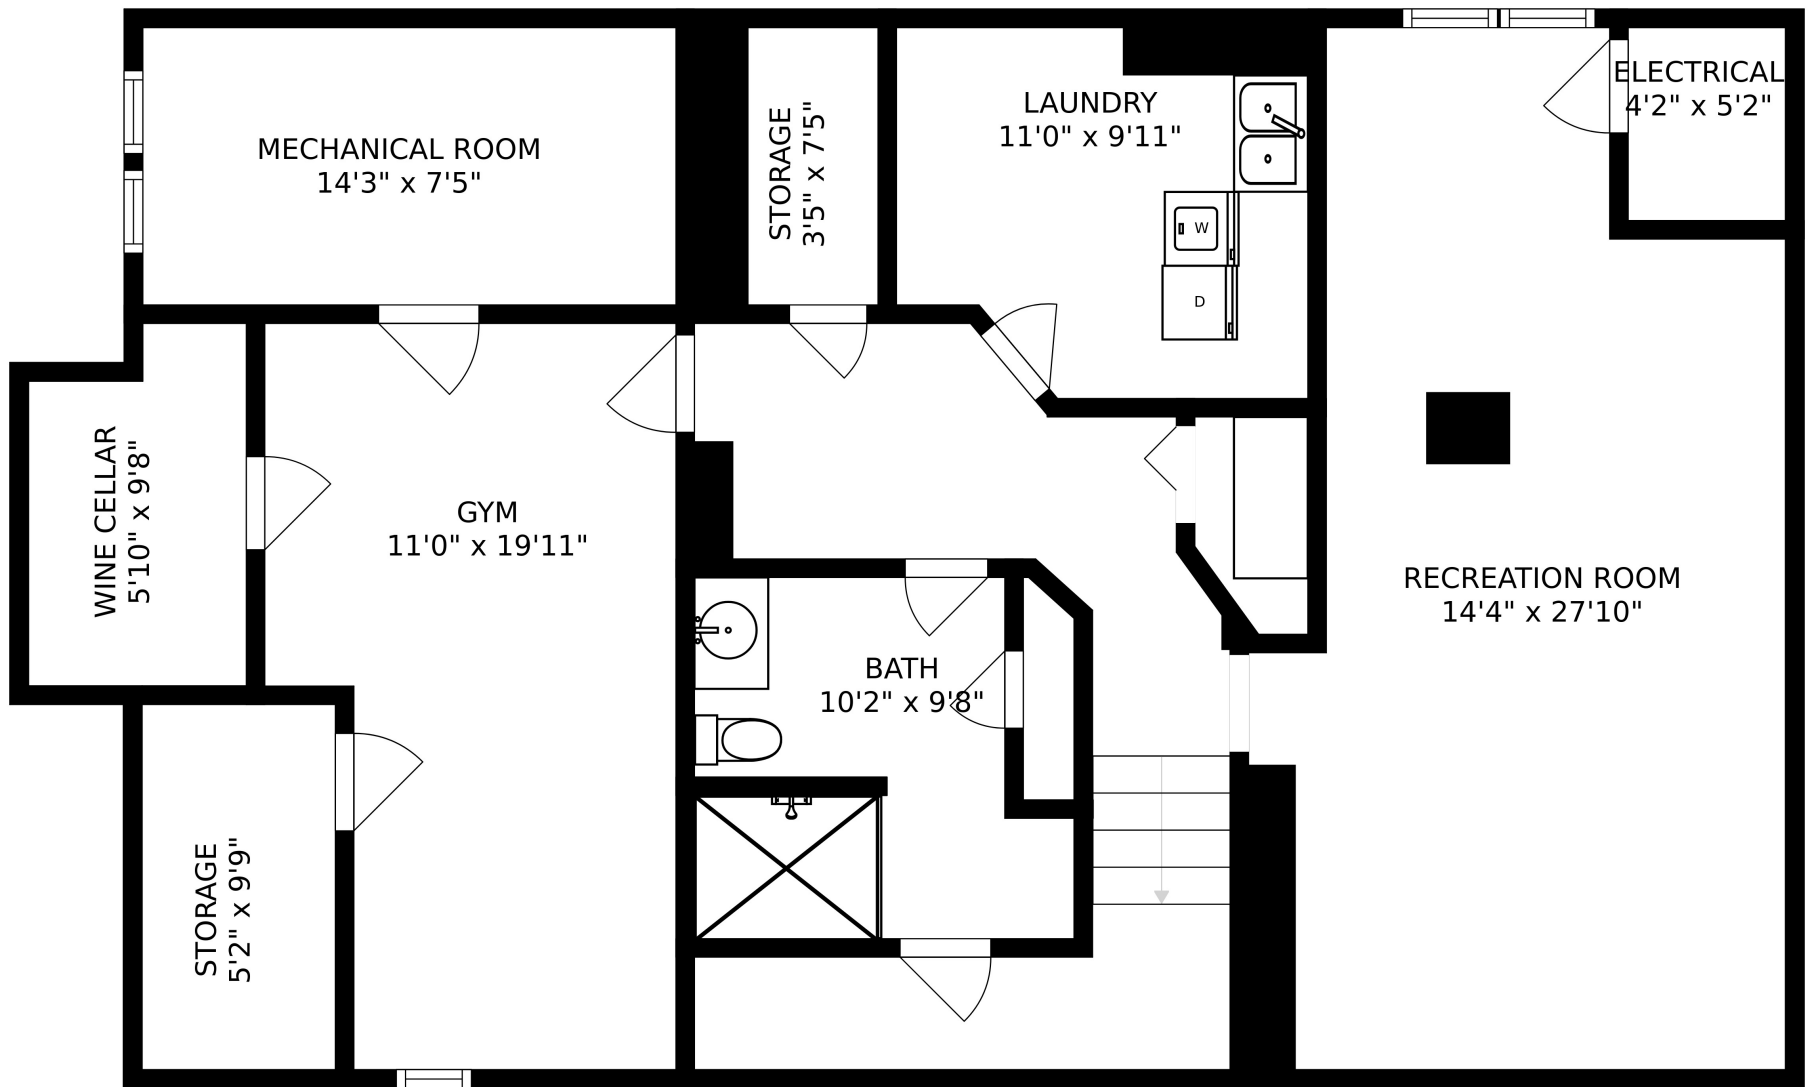 MECHANICAL ROOM
14'3" x 7'5"
STORAGE
3'5" x 7'5"
LAUNDRY
11'0" x 9'11"
W
D
ELECTRICAL
4'2" x 5'2"
WINE CELLAR
5'10" x 9'8"
GYM
11'0" x 19'11"
RECREATION ROOM
14'4" x 27'10"
BATH
10'2" x 9'8"
STORAGE
5'2" x 9'9"